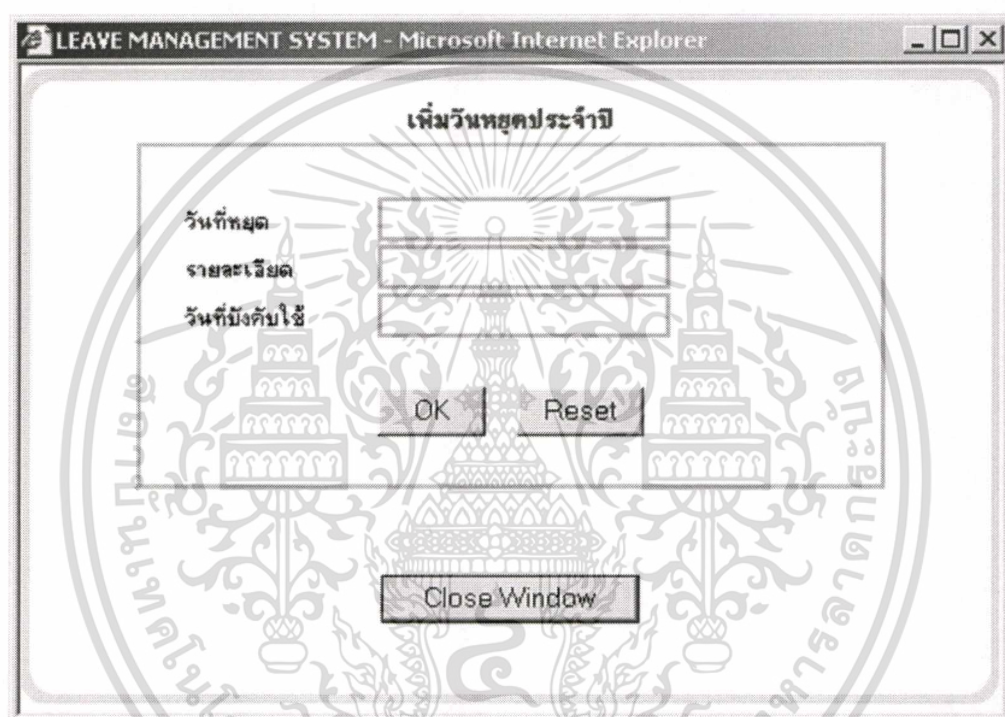 LEAVE MANAGEMENT SYSTEM - Microsoft Internet Explorer
เพิ่มวันหยุดประจำปี
วันที่หยุด
รายละเอียด
วันที่บังคับใช้
OK Reset
Close Window